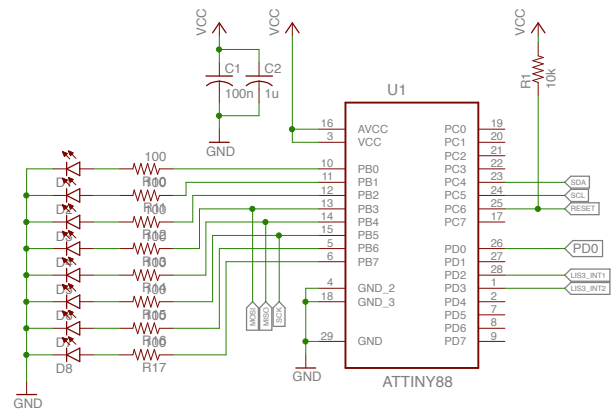 VCC
VCC
VCC
C1
C2
100n
1u
GND
R1
10k
U1
16
AVCC
3
VCC
10
PB0
11
PB1
12
PB2
13
PB3
14
PB4
15
PB5
5
PB6
6
PB7
4
GND_2
18
GND_3
29
GND
PC0
19
PC1
20
PC2
21
PC3
22
PC4
23
SDA
PC5
24
SCL
PC6
25
RESET
PC7
17
PD0
26
PD0
PD1
27
PD2
28
LIS3_INT1
PD3
1
LIS3_INT2
PD4
2
PD5
7
PD6
8
PD7
9
ATTINY88
GND
MOSI
MISO
SCK
100
R17
D8
GND